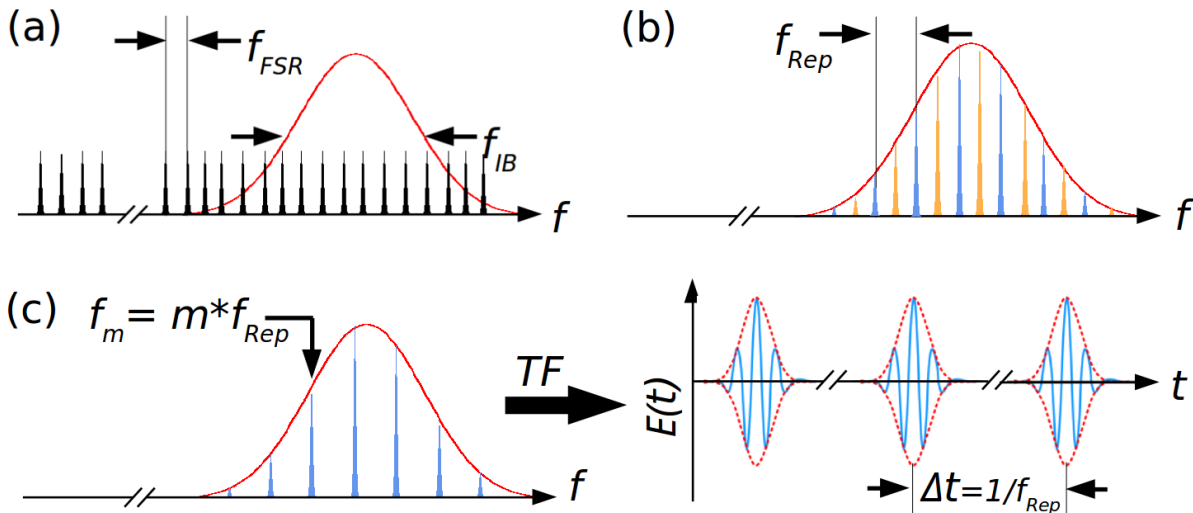 (a)
f_FSR
f_IB
f
(b)
f_Rep
f
(c)
f_m = m*f_Rep
f
TF
E(t)
t
Δt=1/f_Rep